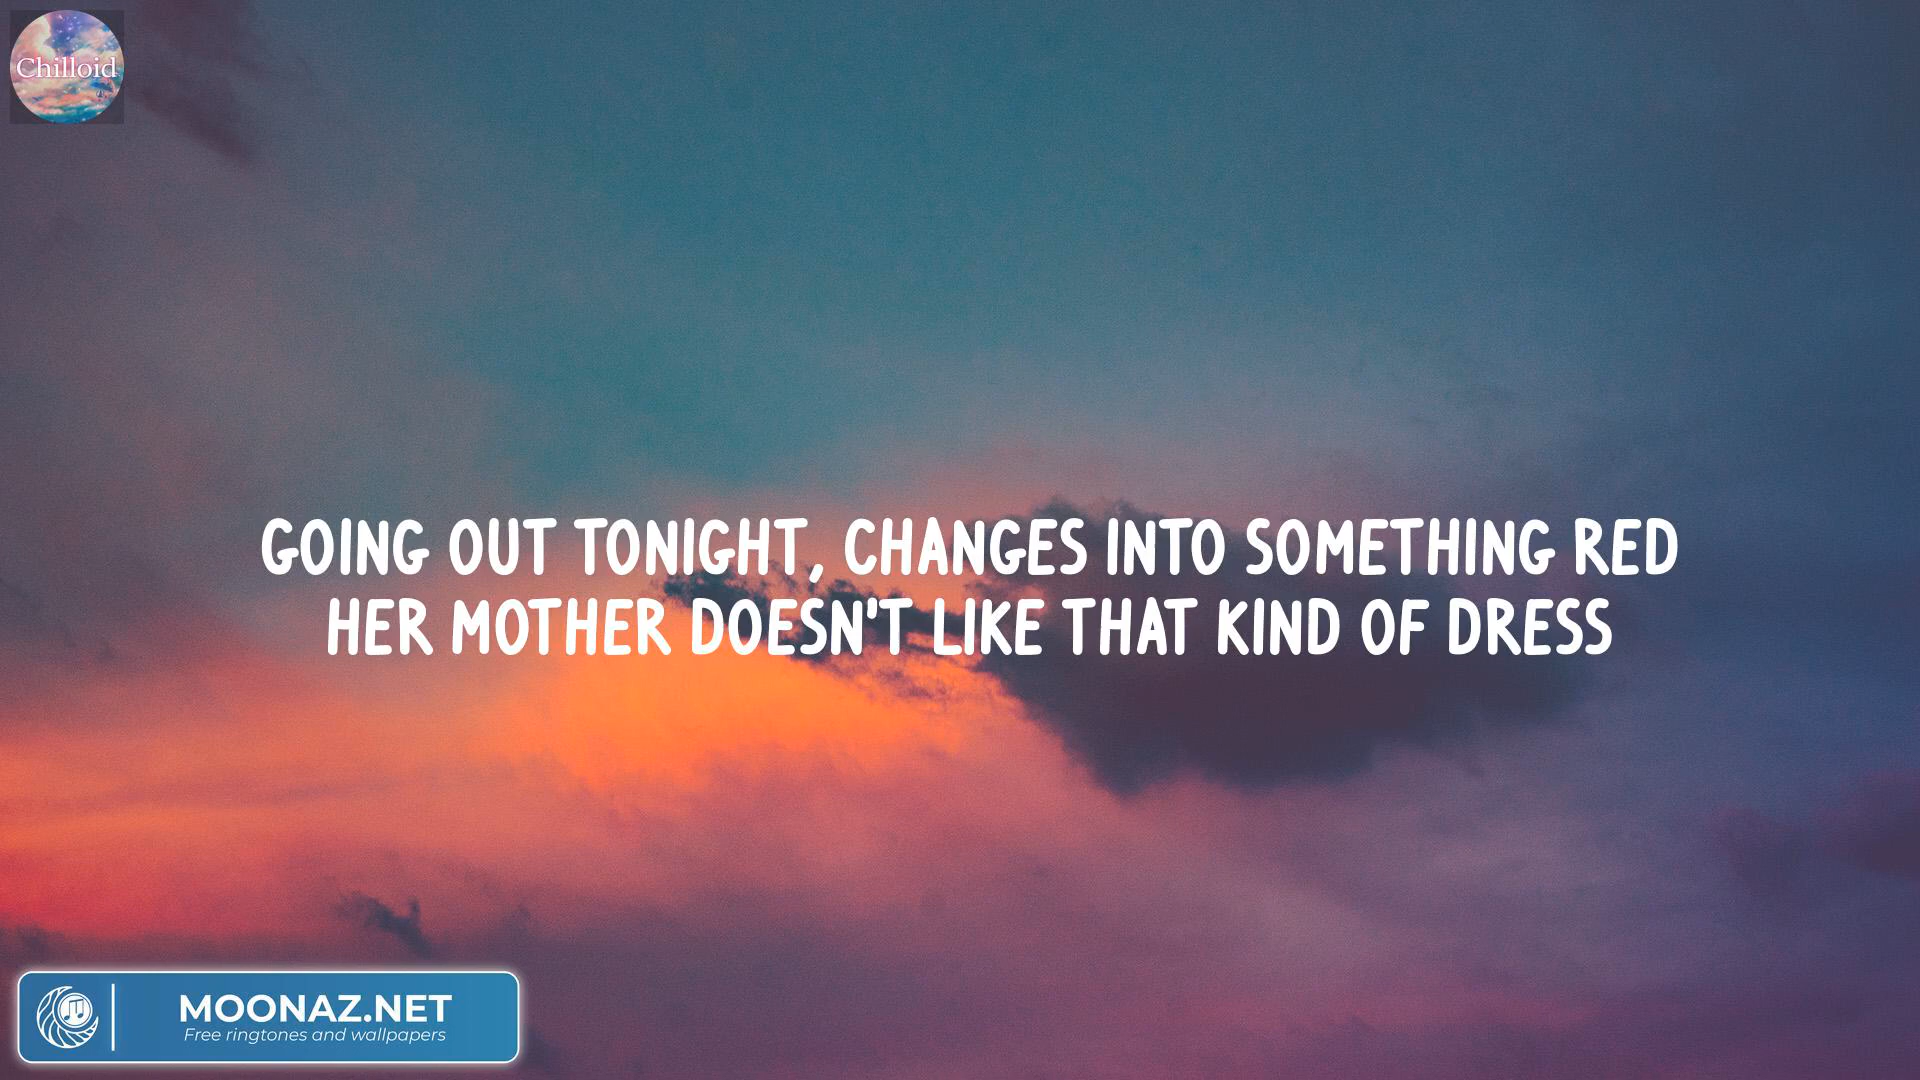 Chilloid
GOING OUT TONIGHT, CHANGES INTO SOMETHING RED
HER MOTHER DOESN'T LIKE THAT KIND OF DRESS
MOONAZ.NET
Free ringtones and wallpapers